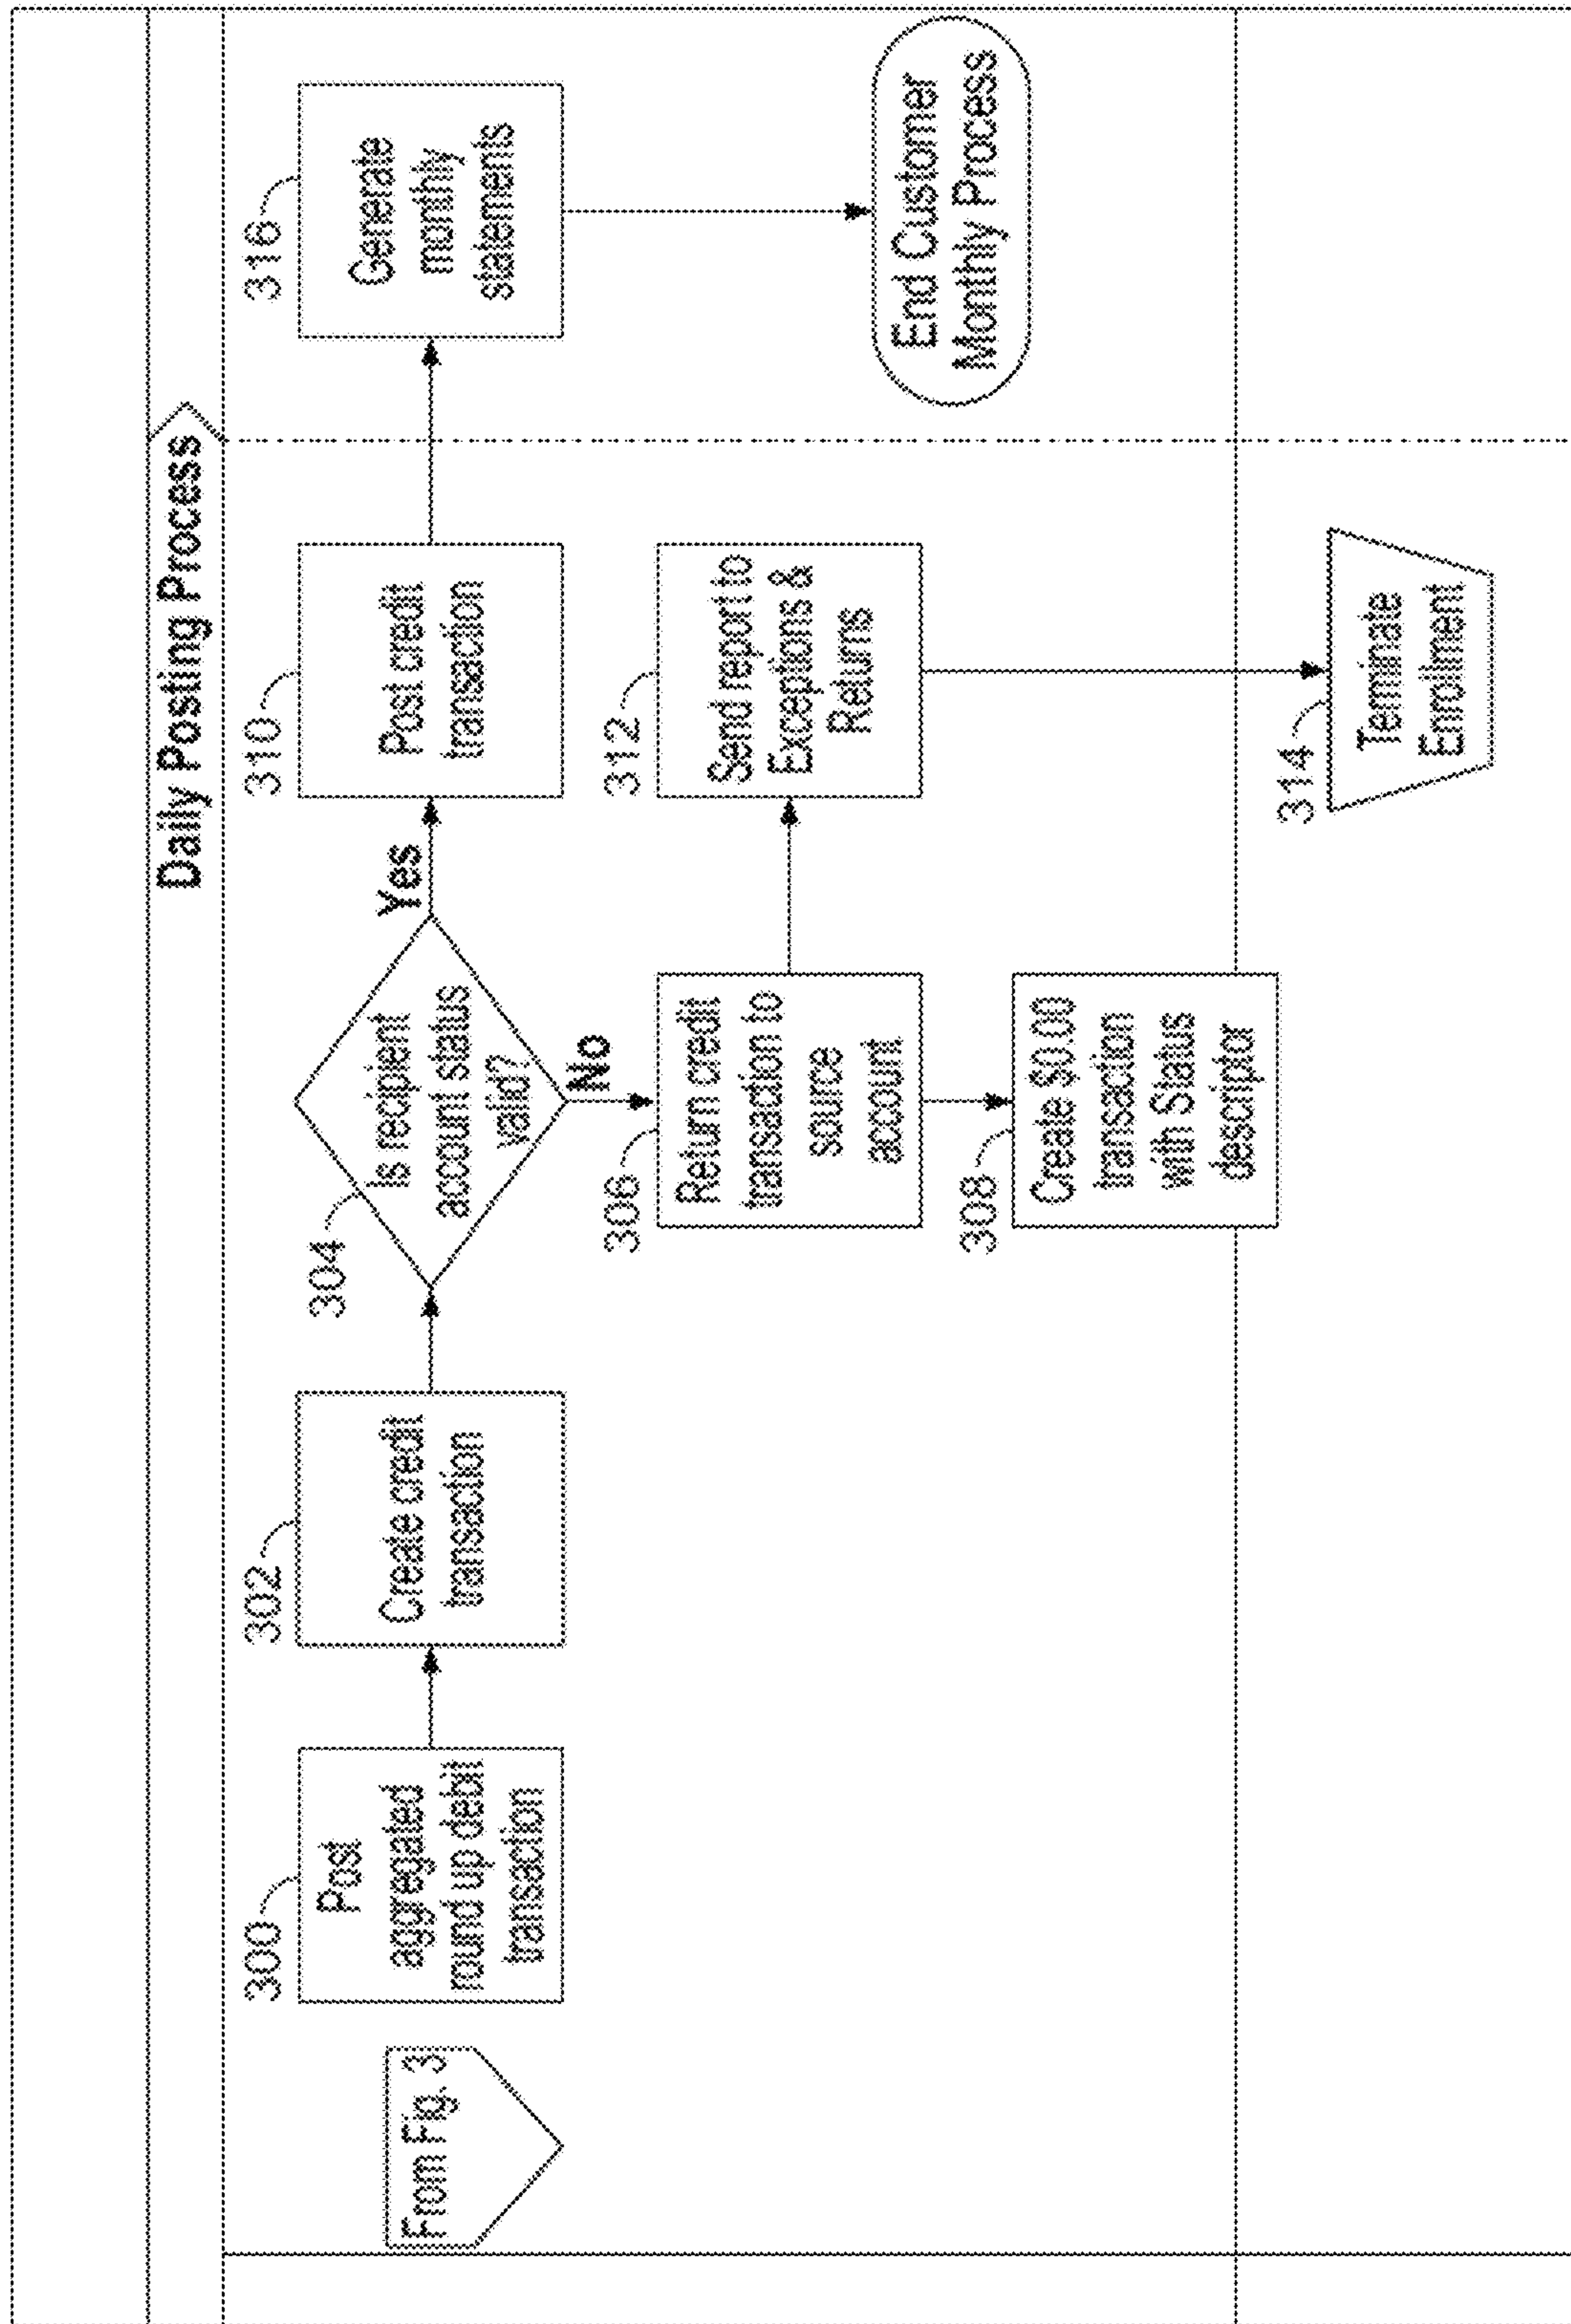 Daily Posting Process
From Fig. 3
300
Post
aggregated
round up debit
transaction
302
Create credit
transaction
304
Is recipient
account status
valid?
Yes
No
310
Post credit
transaction
316
Generate
monthly
statements
306
Return credit
transaction to
source
account
312
Send report to
Exceptions &
Returns
308
Create $0.00
transaction
with Status
descriptor
End Customer
Monthly Process
314
Terminate
Enrollment